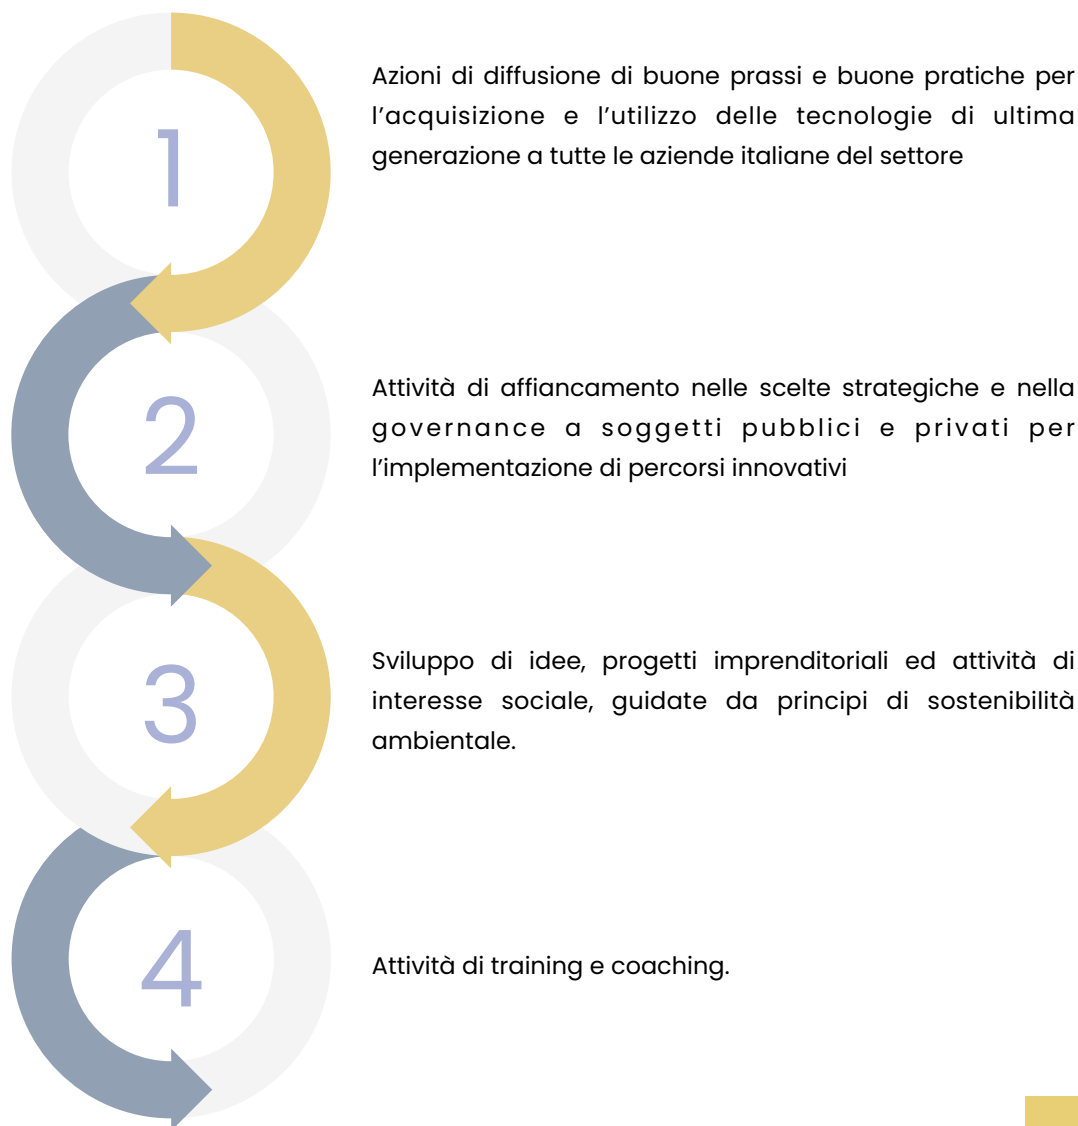 1
Azioni di diffusione di buone prassi e buone pratiche per
l’acquisizione e l’utilizzo delle tecnologie di ultima
generazione a tutte le aziende italiane del settore
2
Attività di affiancamento nelle scelte strategiche e nella
governance a soggetti pubblici e privati per
l’implementazione di percorsi innovativi
3
Sviluppo di idee, progetti imprenditoriali ed attività di
interesse sociale, guidate da principi di sostenibilità
ambientale.
4
Attività di training e coaching.